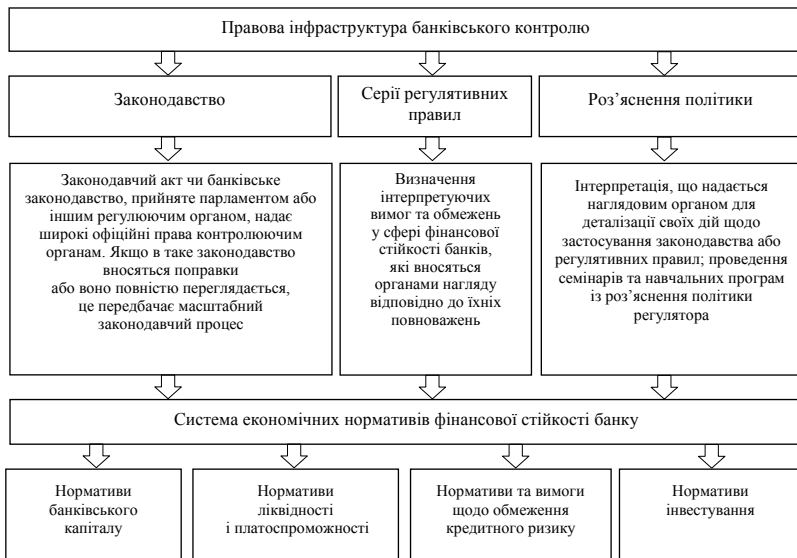 Правова інфраструктура банківського контролю
Законодавство
Серії регулятивних
правил
Роз’яснення політики
Законодавчий акт чи банківське
законодавство, прийняте парламентом або
іншим регулюючим органом, надає
широкі офіційні права контролюючим
органам. Якщо в таке законодавство
вносяться поправки
або воно повністю переглядається,
це передбачає масштабний
законодавчий процес
Визначення
інтерпретуючих
вимог та обмежень
у сфері фінансової
стійкості банків,
які вносяться
органами нагляду
відповідно до їхніх
повноважень
Інтерпретація, що надається
наглядовим органом для
деталізації своїх дій щодо
застосування законодавства або
регулятивних правил; проведення
семінарів та навчальних програм
із роз’яснення політики
регулятора
Система економічних нормативів фінансової стійкості банку
Нормативи
банківського
капіталу
Нормативи
ліквідності
і платоспроможності
Нормативи та вимоги
щодо обмеження
кредитного ризику
Нормативи
інвестування